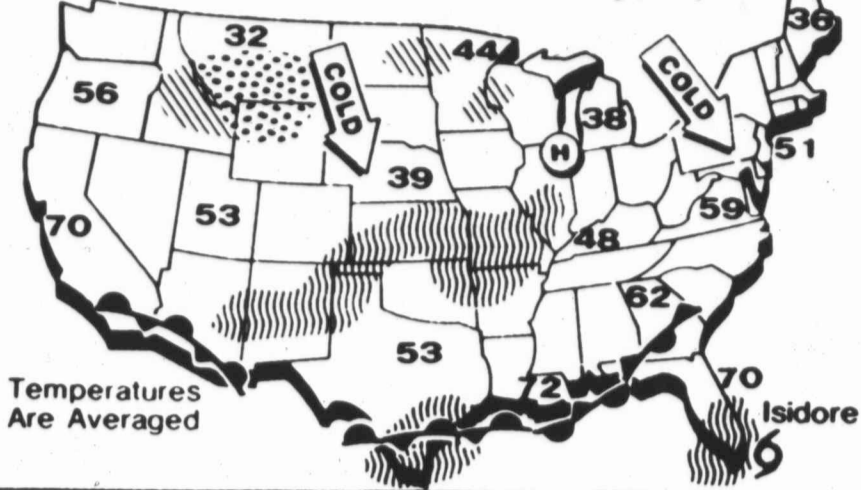 36
32
44
COLD
COLD
56
38
H
51
39
70
53
59
48
62
53
72
70
Temperatures
Are Averaged
Isidore